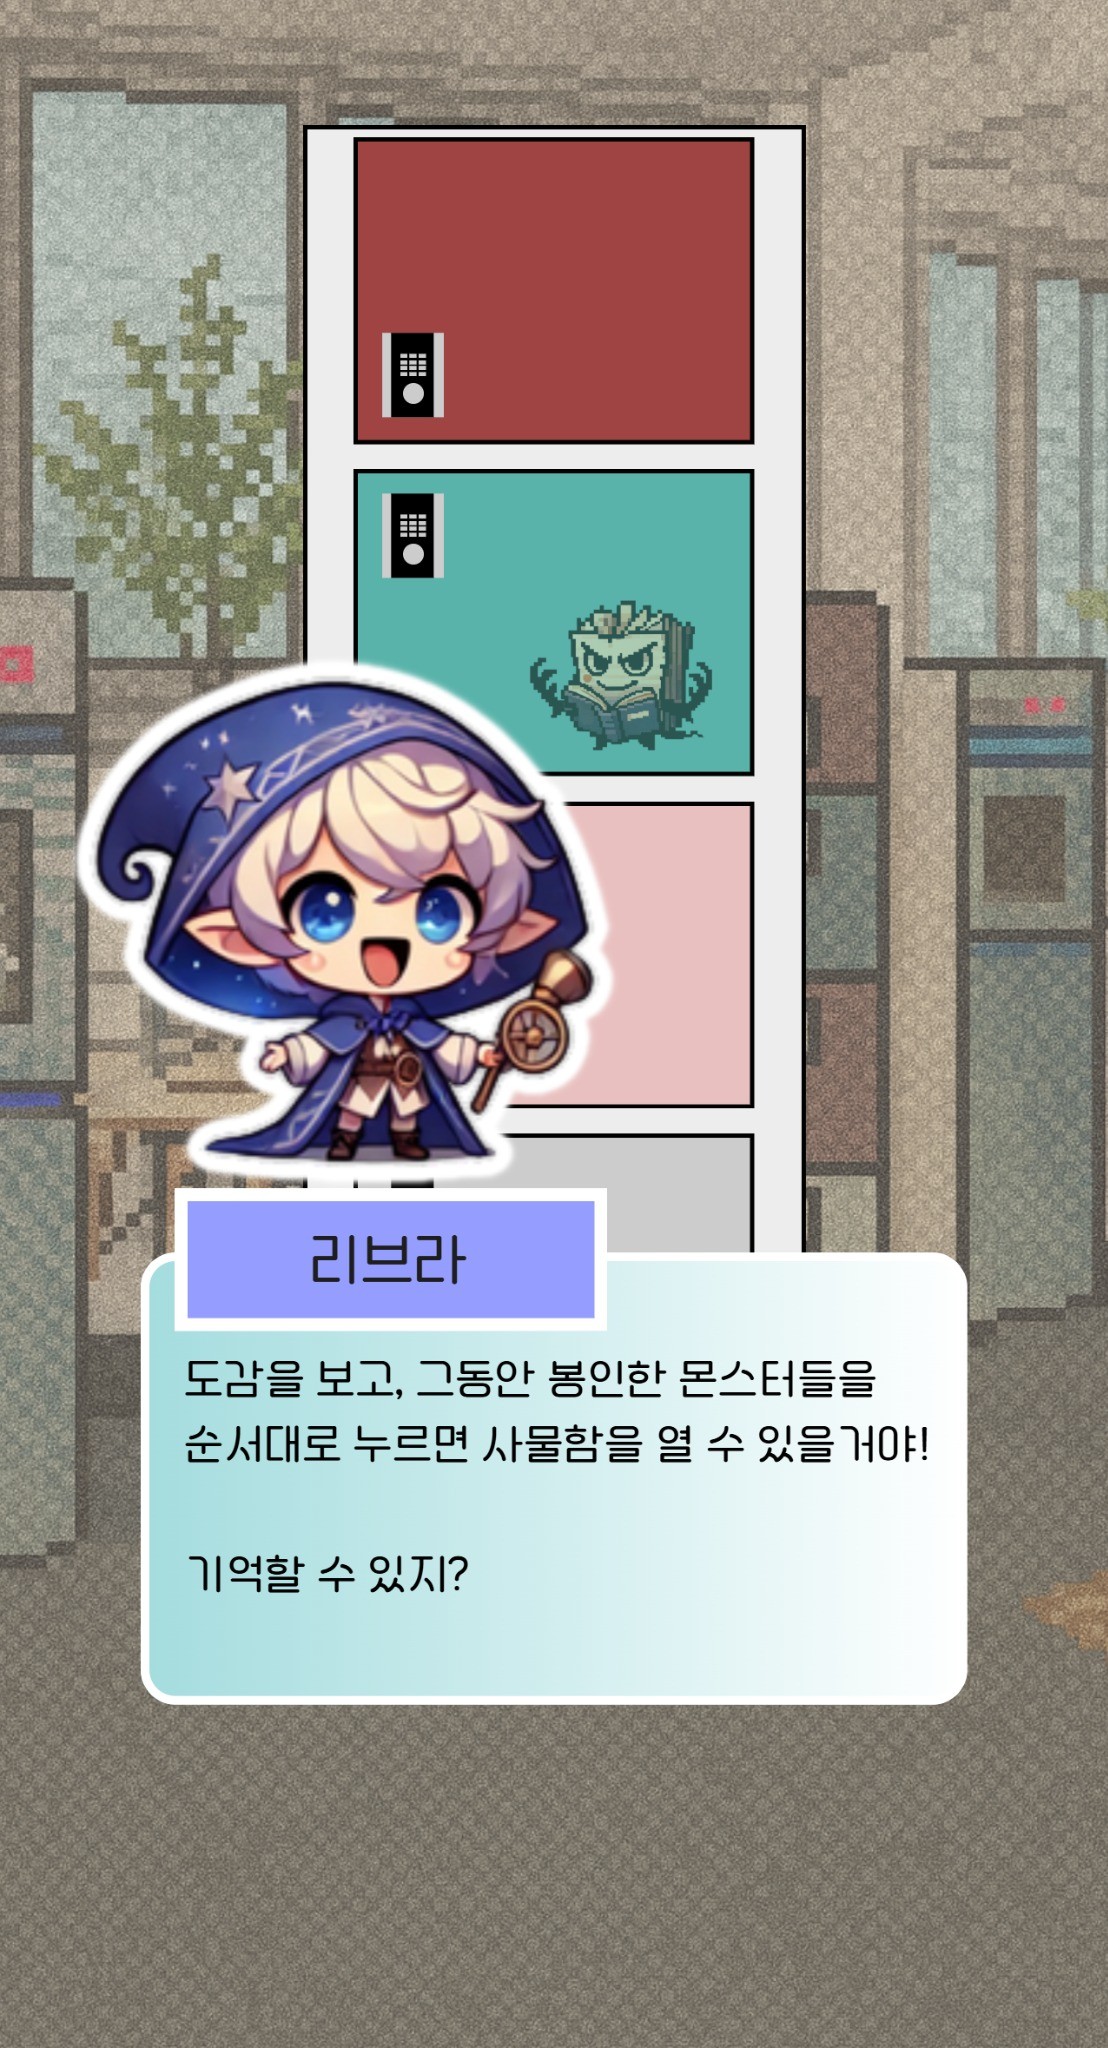 리브라
도감을 보고, 그동안 봉인한 몬스터들을
순서대로 누르면 사물함을 열 수 있을거야!
기억할 수 있지?